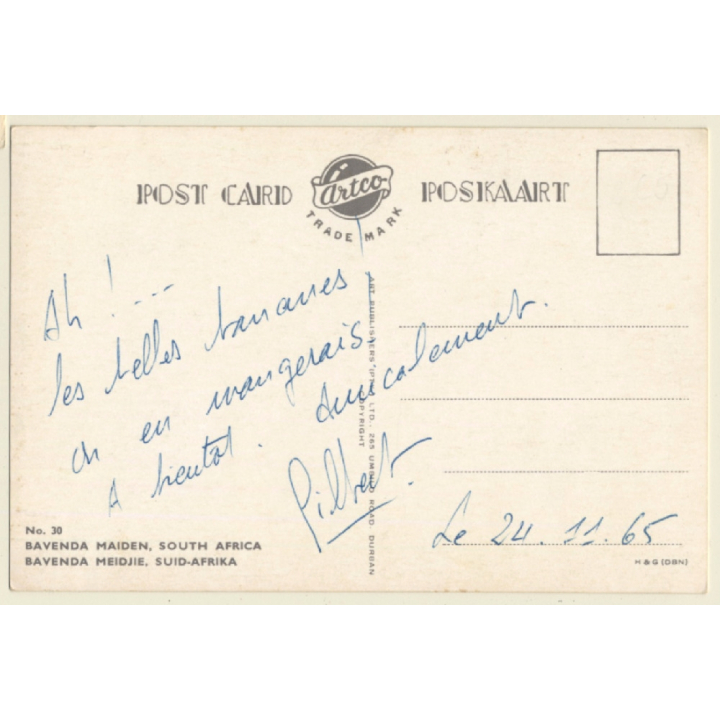 POST CARD artco POSKAART
TRADE MARK
Ah ! ---
les belles bananes
on en mangerais.
A bientot. Amicalement.
Gilbert.
Le 24.11.65
No. 30
BAVENDA MAIDEN, SOUTH AFRICA
BAVENDA MEIDJIE, SUID-AFRIKA
ART PUBLISHERS (PTY.) LTD., 265 ROAD, DURBAN
COPYRIGHT
H & G (DBN)